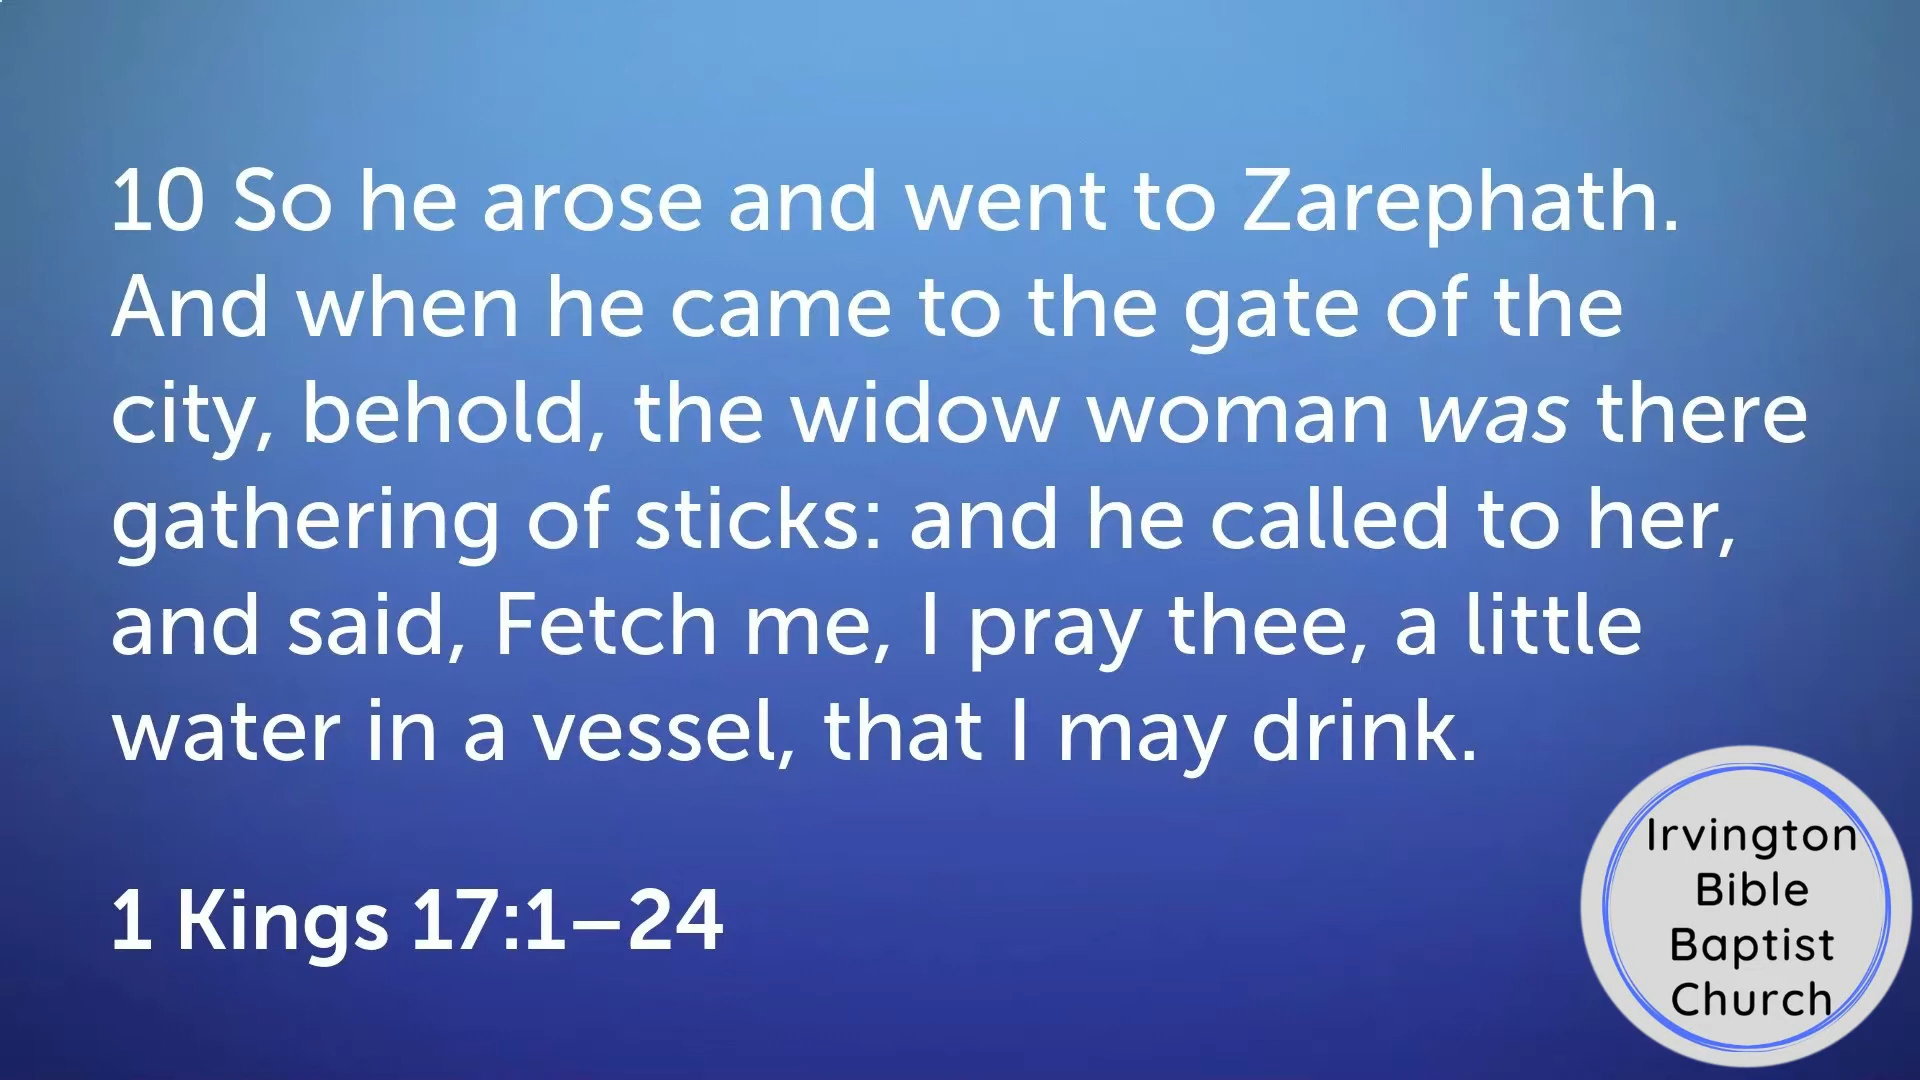 10 So he arose and went to Zarephath.
And when he came to the gate of the
city, behold, the widow woman was there
gathering of sticks: and he called to her,
and said, Fetch me, I pray thee, a little
water in a vessel, that I may drink.
1 Kings 17:1–24
Irvington
Bible
Baptist
Church